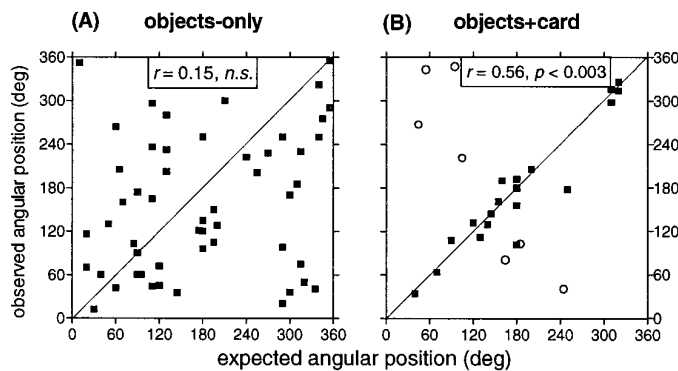 (A) objects-only (B) objects+card
r = 0.15, n.s.
r = 0.56, p < 0.003
observed angular position (deg)
360
300
240
180
120
60
0
360
300
240
180
120
60
0
0 60 120 180 240 300 360
0 60 120 180 240 300 360
expected angular position (deg)